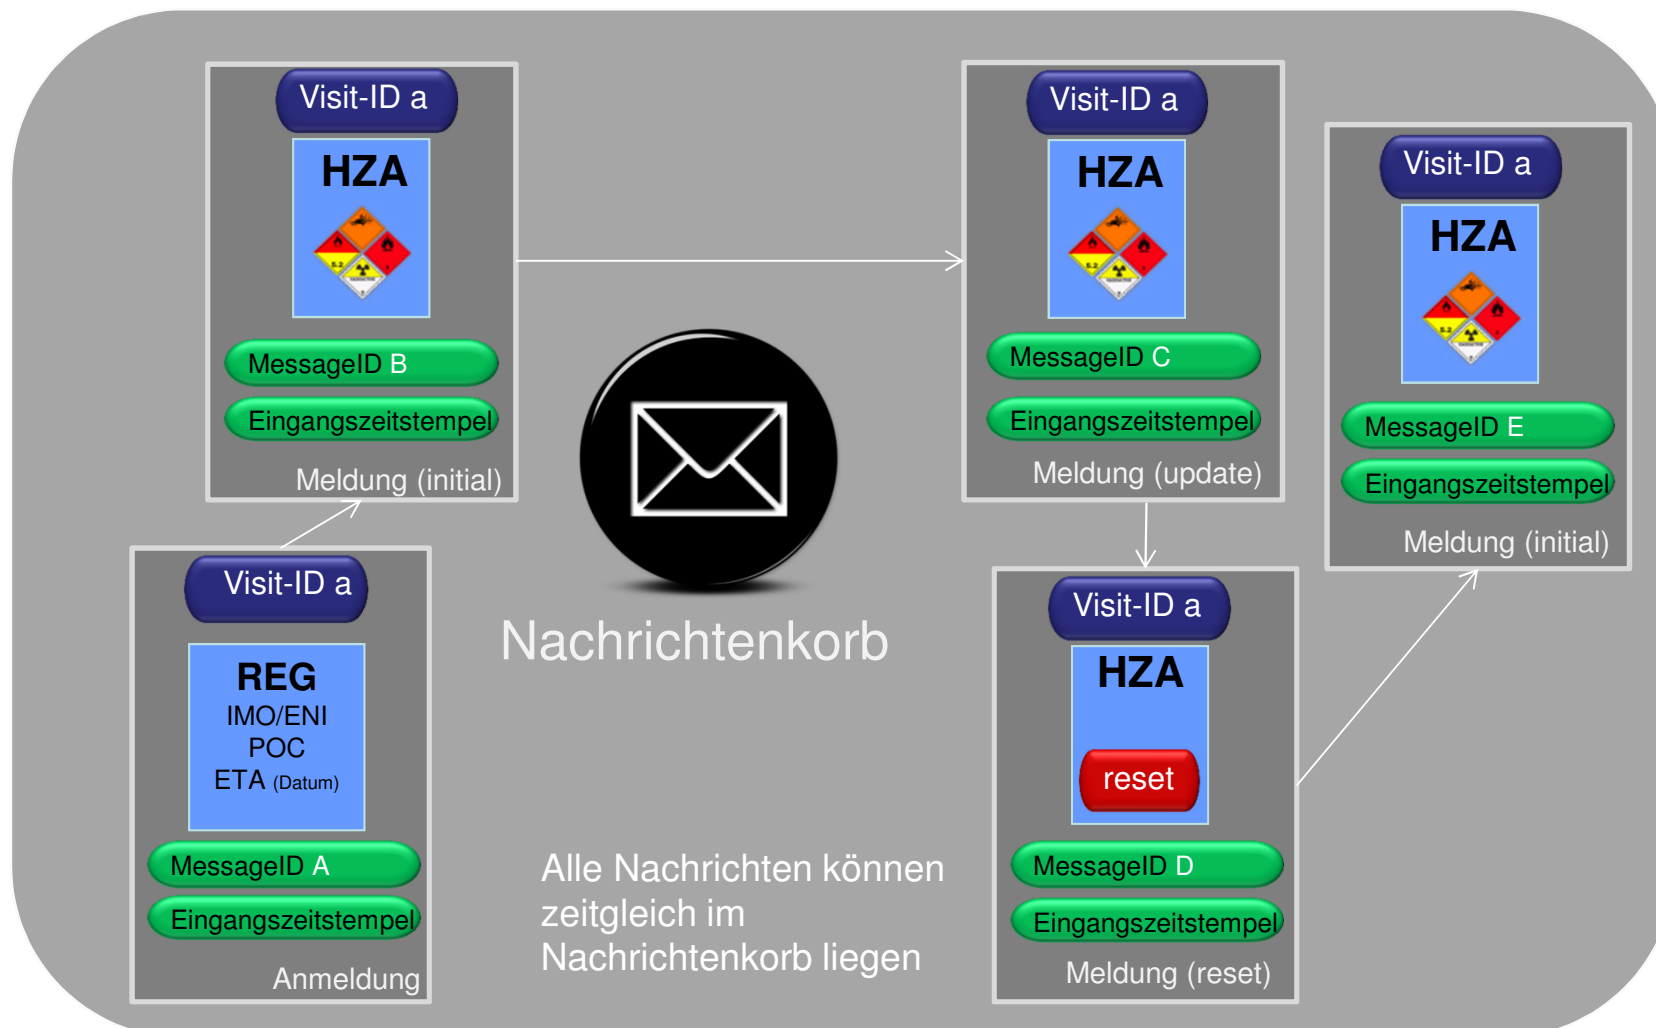 Visit-ID a
HZA
MessageID B
Eingangszeitstempel
Meldung (initial)
Visit-ID a
HZA
MessageID C
Eingangszeitstempel
Meldung (update)
Visit-ID a
HZA
MessageID E
Eingangszeitstempel
Meldung (initial)
Nachrichtenkorb
Visit-ID a
REG
IMO/ENI
POC
ETA (Datum)
MessageID A
Eingangszeitstempel
Anmeldung
Alle Nachrichten können
zeitgleich im
Nachrichtenkorb liegen
Visit-ID a
HZA
reset
MessageID D
Eingangszeitstempel
Meldung (reset)